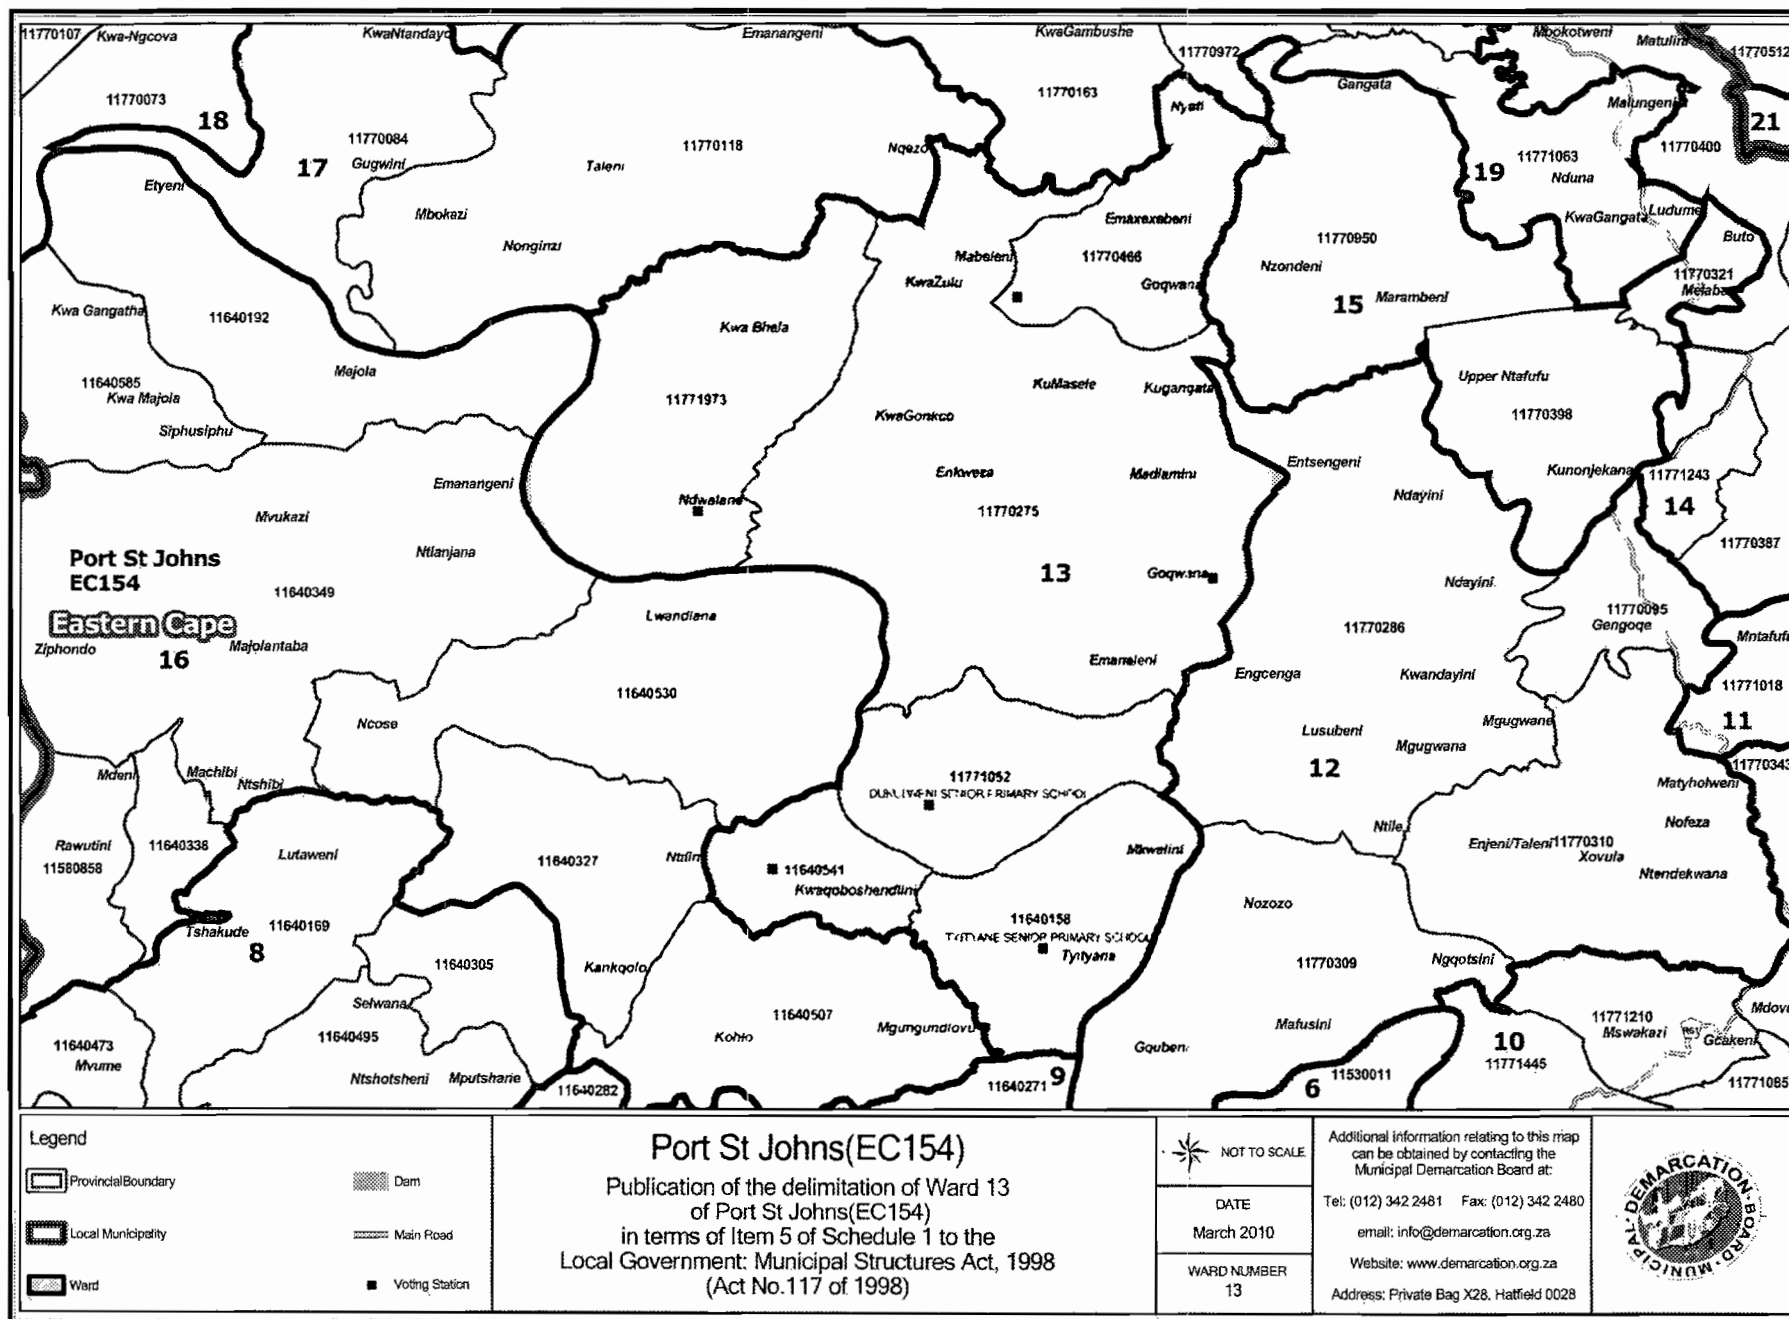 11770107
Kwa-Ngcova
KwaNtandayo
Emanangeni
KwaGambushe
11770972
Mbokotweni
Matulini
11770512
11770073
18
11770084
Gugwini
17
11770118
Taleni
Nqezo
11770163
Nyati
Gangata
Malungeni
21
11770400
19
11771063
Nduna
Etyeni
Mbokazi
Nonginzi
Emaxexebeni
11770466
Mabeleni
KwaZulu
Goqwana
11770950
Nzondeni
15
Marambeni
KwaGangata
Ludume
Buto
11770321
Kwa Gangatha
11640192
Kwa Bhela
Majola
11640585
Kwa Majola
Siphusiphu
11771973
KwaGonkco
KuMasele
Kugangata
Upper Ntafufu
11770398
Emanangeni
Enkweza
Madlamini
Entsengeni
Ndayini
Kunonjekana
11771243
14
Mvukazi
Ndwalane
11770275
Port St Johns
EC154
Ntlanjana
13
Goqwana
11770387
11640349
Eastern Cape
Ndayini
11770095
Gengoqe
Lwandlana
11770286
Mntafufu
Ziphondo
Majolantaba
16
Emaneleni
Engcenga
Kwandayini
11771018
11
11640530
Ncose
Lusubeni
Mgugwane
Mgugwana
12
11770343
Mdeni
Machibi
Ntshibi
11771052
Matyholweni
Rawutini
11580858
11640338
Lutaweni
11640327
11640541
Kwaqoboshendlini
Mkwelini
Ntile
Enjeni/Taleni
11770310
Xovula
Nofeza
Ntendekwana
Tshakude
11640169
8
11640305
Kankqolo
11640158
TYITYANE SENIOR PRIMARY SCHOOL
Tyityana
Nozozo
11770309
Ngqotsini
Selwana
11640495
11640507
Kohlo
Mgungundlovu
Gqubeni
Mafusini
11771210
Mswakazi
R61
Gcakeni
Mdovu
11640473
Mvume
Ntshotsheni
Mputshane
11640282
11640271
9
6
11530011
10
11771445
11771085
Legend
ProvincialBoundary
Dam
Local Municipality
Main Road
Ward
Voting Station
Port St Johns(EC154)
Publication of the delimitation of Ward 13
of Port St Johns(EC154)
in terms of Item 5 of Schedule 1 to the
Local Government: Municipal Structures Act, 1998
(Act No.117 of 1998)
NOT TO SCALE
DATE
March 2010
WARD NUMBER
13
Additional information relating to this map
can be obtained by contacting the
Municipal Demarcation Board at:
Tel: (012) 342 2481 Fax: (012) 342 2480
email: info@demarcation.org.za
Website: www.demarcation.org.za
Address: Private Bag X28, Hatfield 0028
MUNICIPAL DEMARCATION BOARD